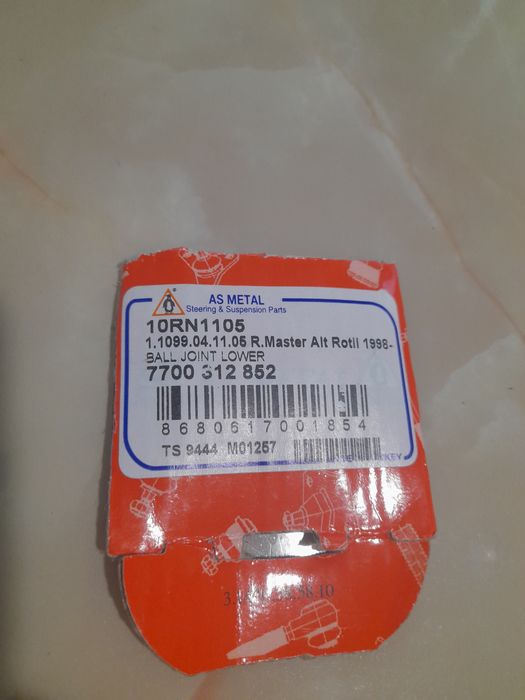 AS METAL
Steering & Suspension Parts
10RN1105
1.1099.04.11.05 R.Master Alt Rotil 1998-
BALL JOINT LOWER
7700 312 852
8680617001854
TS 9444 M01257